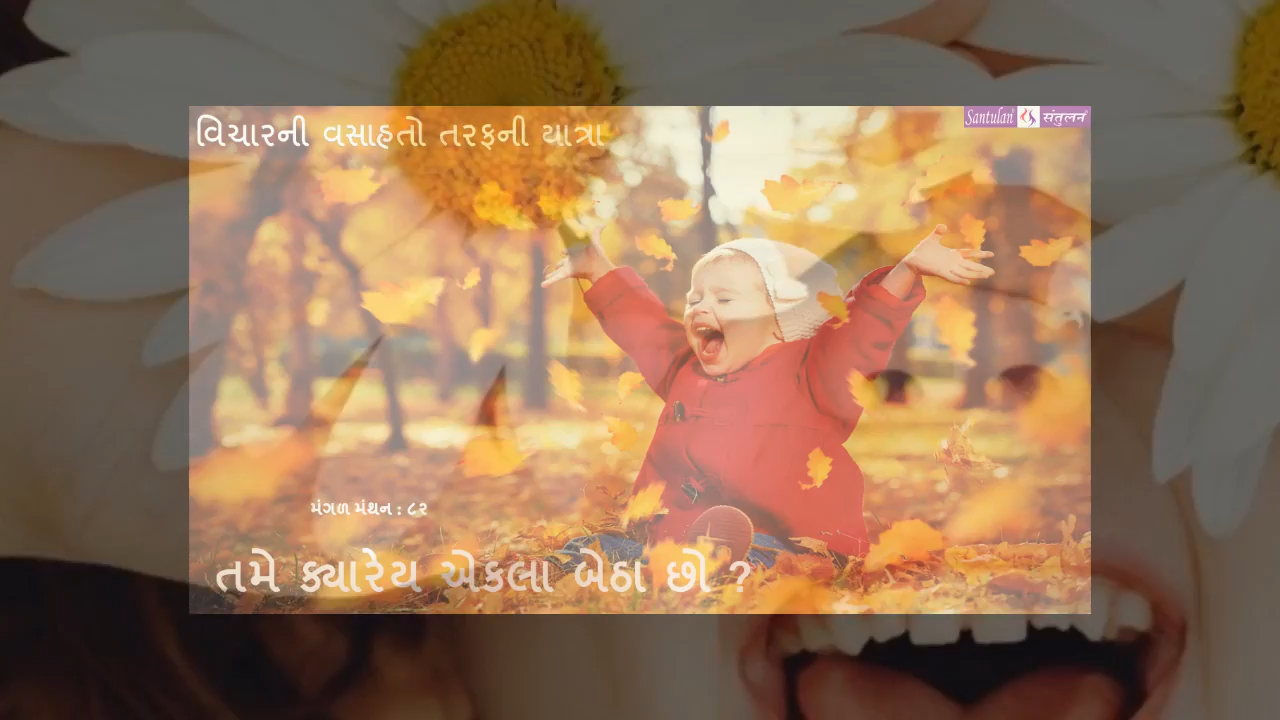 વિચારની વસાહતો તરફની યાત્રા
Santulan संतुलन
મંગળ મંથન : ૮૨
તમે ક્યારેય એકલા બેઠા છો ?